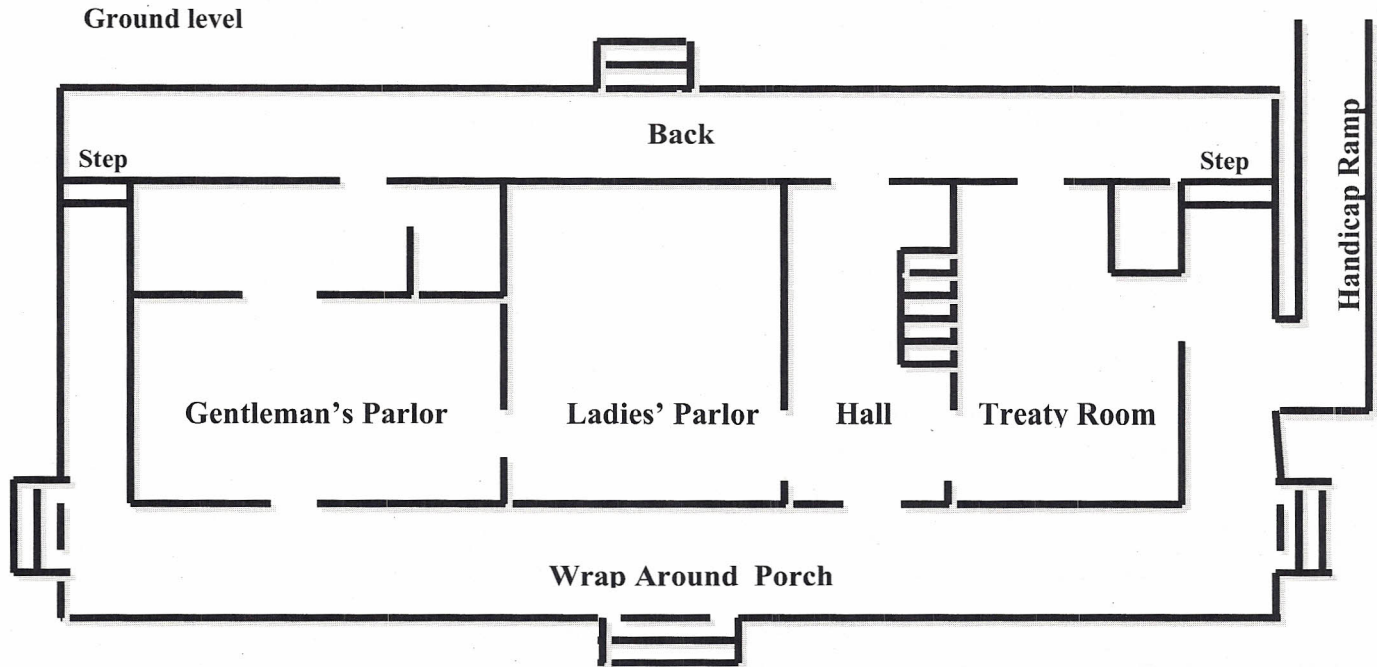 Ground level
Back
Step
Step
Handicap Ramp
Gentleman's Parlor
Ladies' Parlor
Hall
Treaty Room
Wrap Around Porch